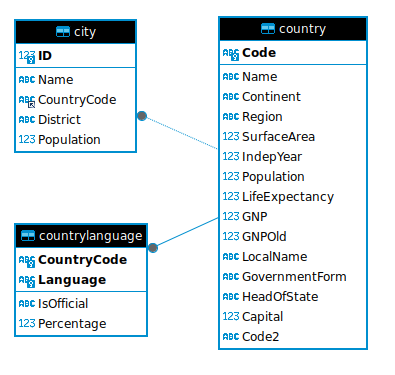 city
123 ID
ABC Name
ABC CountryCode
ABC District
123 Population
country
ABC Code
ABC Name
ABC Continent
ABC Region
123 SurfaceArea
123 IndepYear
123 Population
123 LifeExpectancy
123 GNP
123 GNPOld
ABC LocalName
ABC GovernmentForm
ABC HeadOfState
123 Capital
ABC Code2
countrylanguage
ABC CountryCode
ABC Language
ABC IsOfficial
123 Percentage